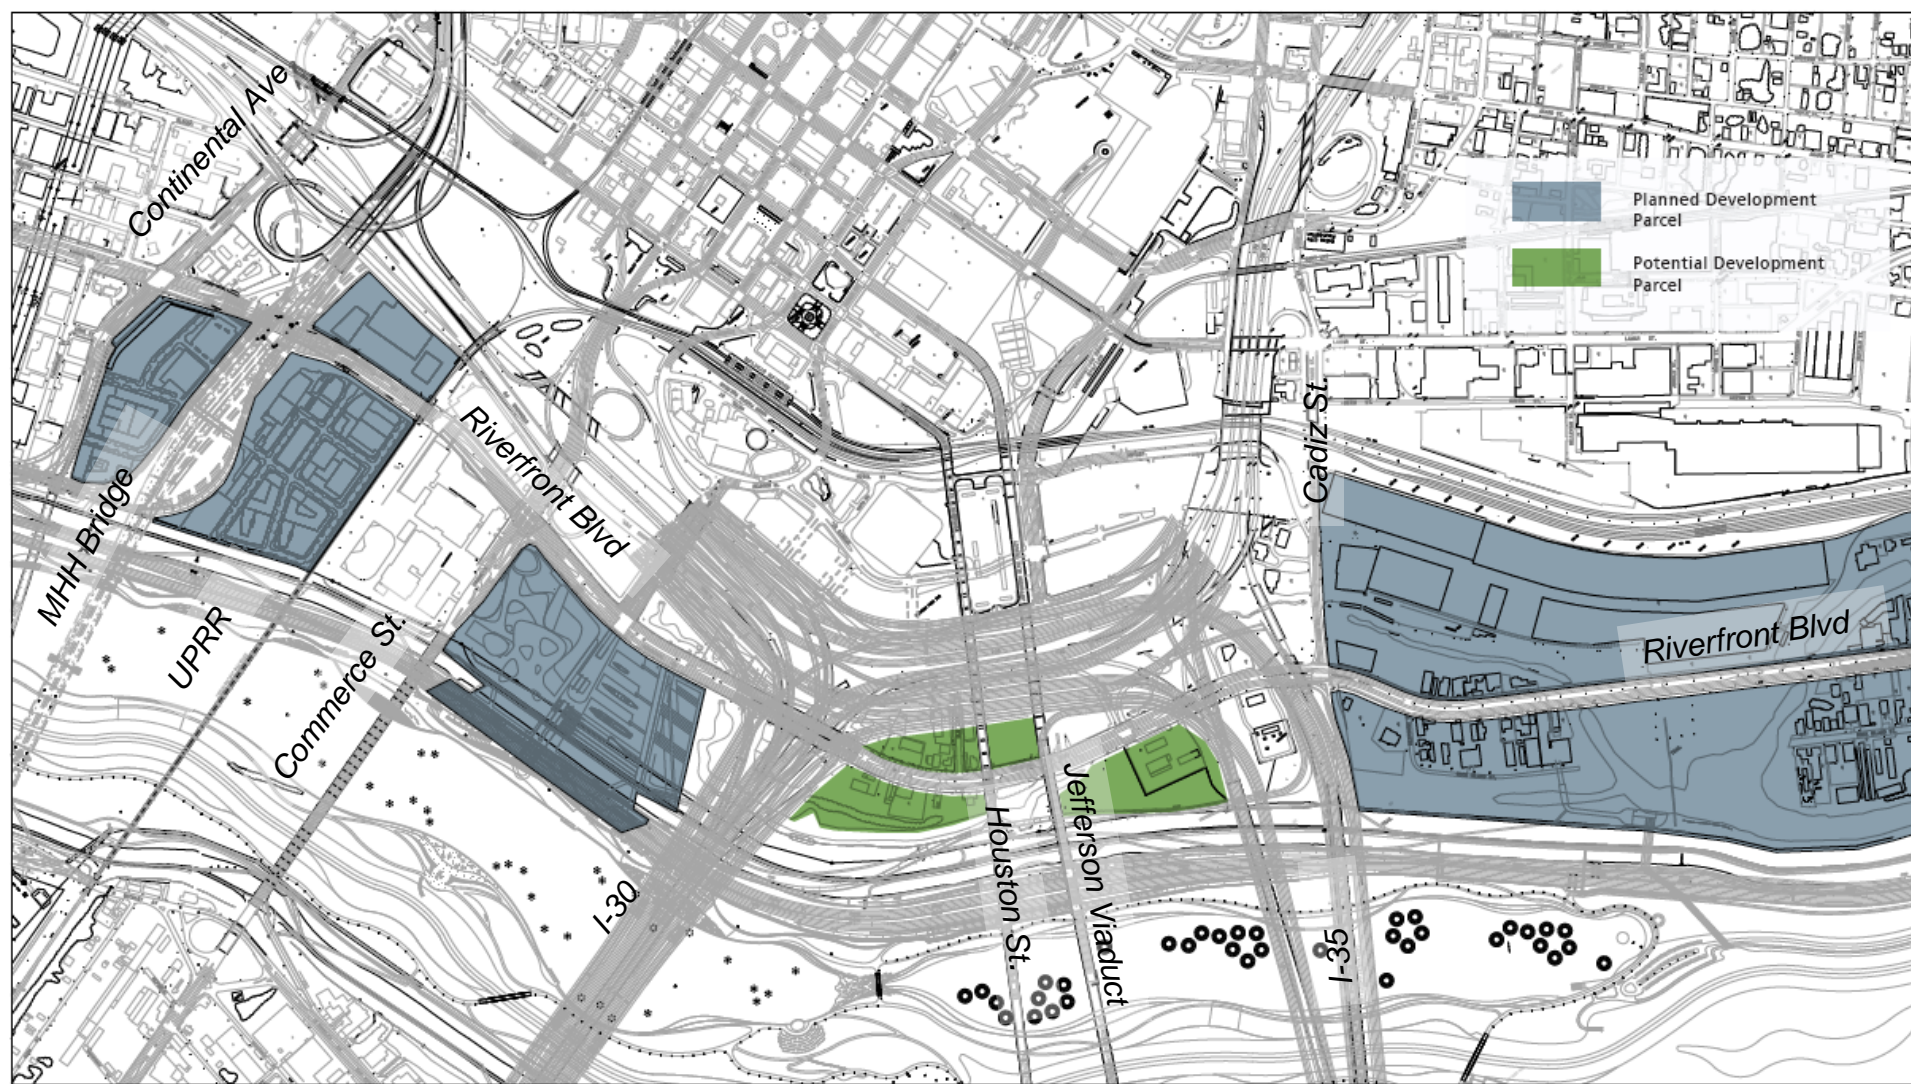 Continental Ave
Planned Development
Parcel
Potential Development
Parcel
Riverfront Blvd
Cadiz St.
MHH Bridge
UPRR
Commerce St.
Riverfront Blvd
I-30
Houston St.
Jefferson Viaduct
I-35